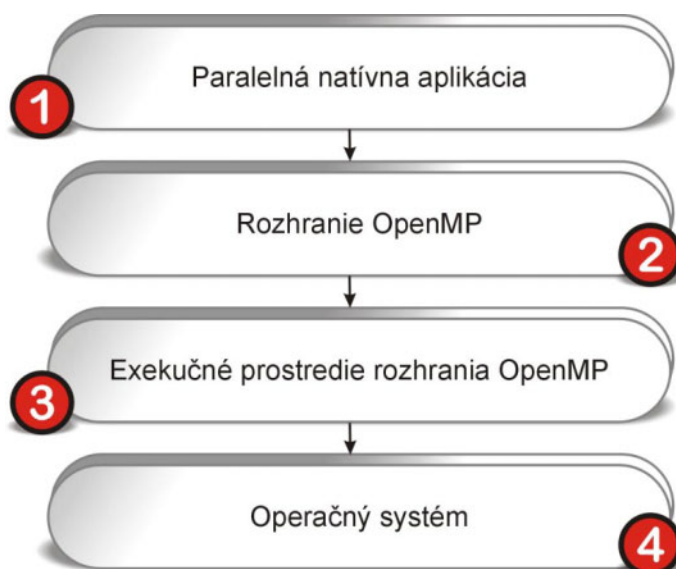 Paralelná natívna aplikácia
1
Rozhranie OpenMP
2
Exekučné prostredie rozhrania OpenMP
3
Operačný systém
4